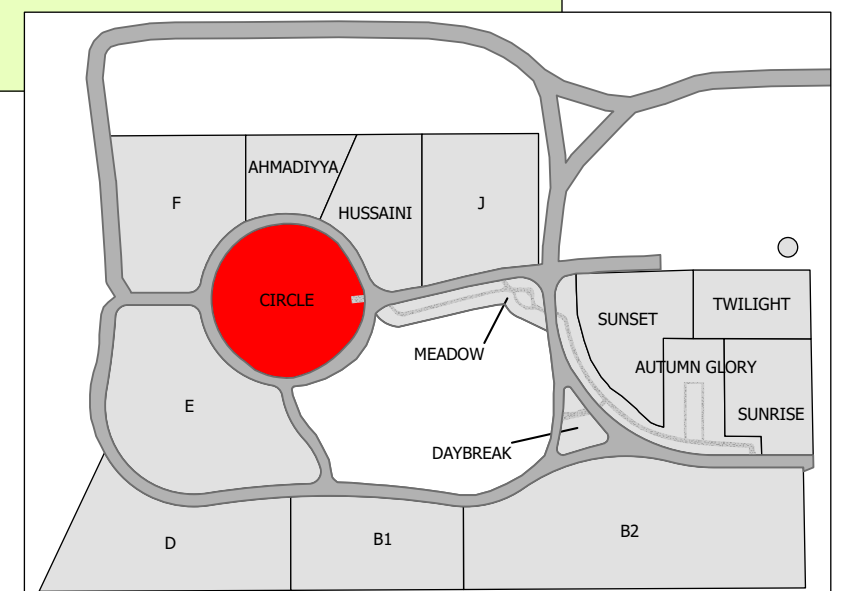 AHMADIYYA
F
HUSSAINI
J
CIRCLE
TWILIGHT
SUNSET
MEADOW
AUTUMN GLORY
E
SUNRISE
DAYBREAK
D
B1
B2